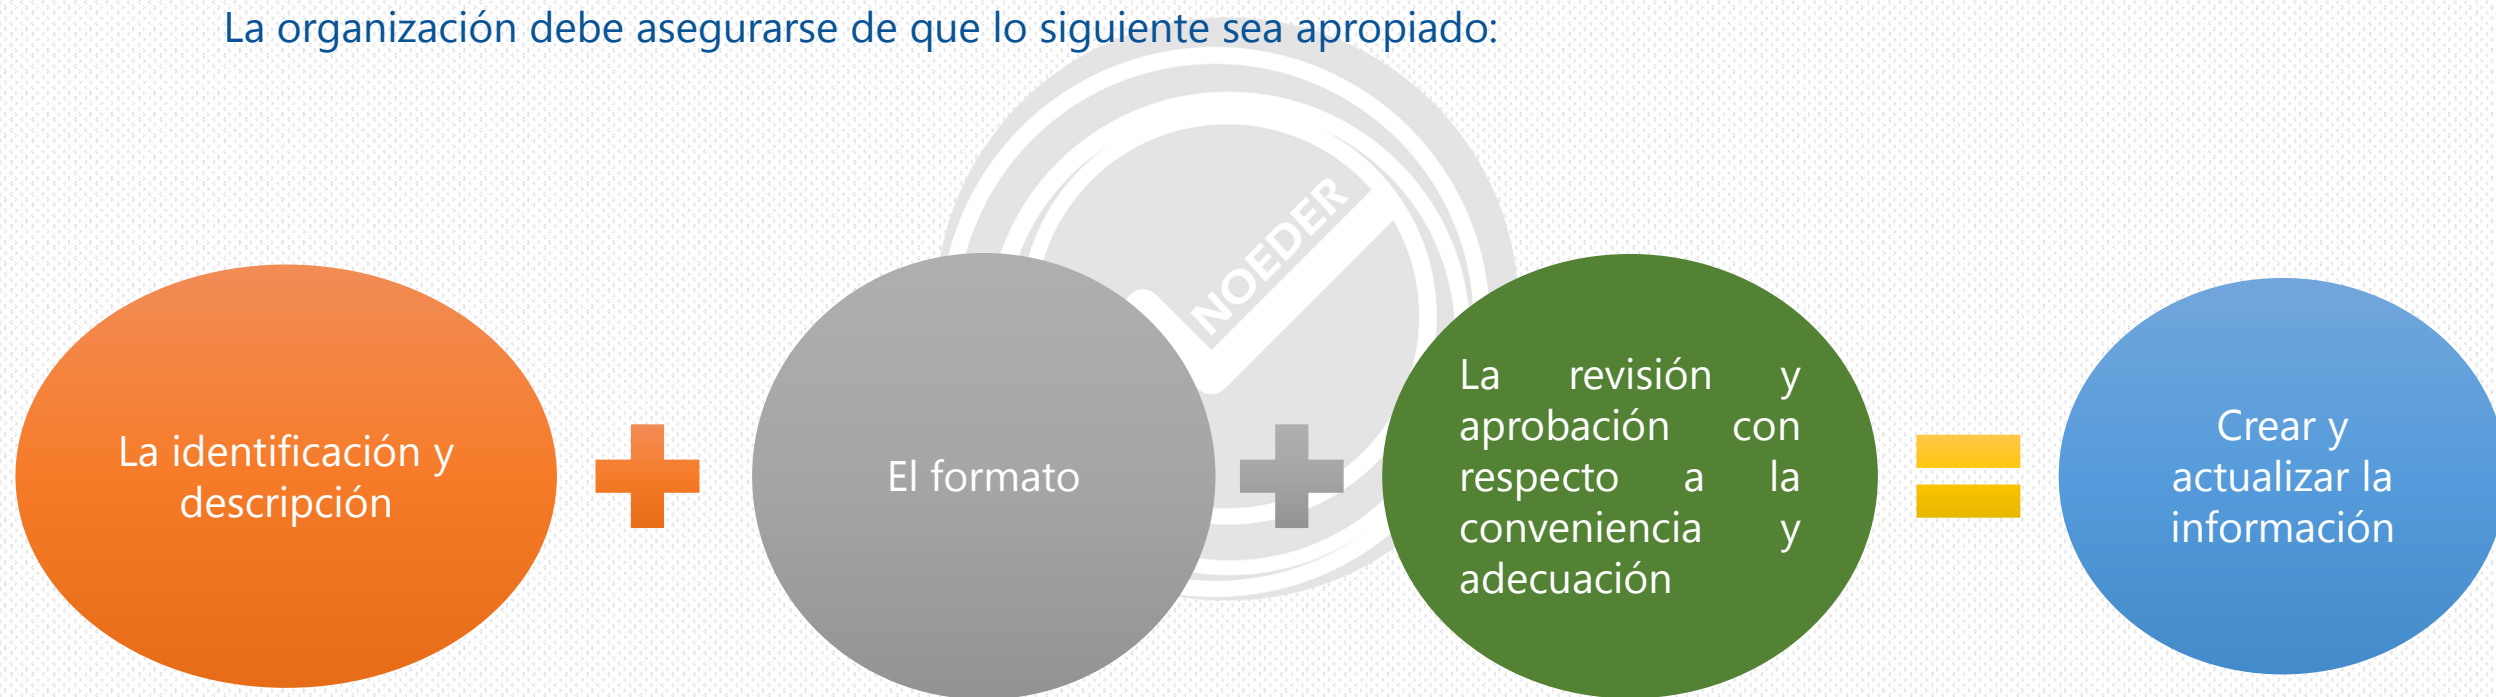 La organización debe asegurarse de que lo siguiente sea apropiado:
NOEDER
La identificación y
descripción
El formato
La revisión y
aprobación con
respecto a la
conveniencia y
adecuación
Crear y
actualizar la
información